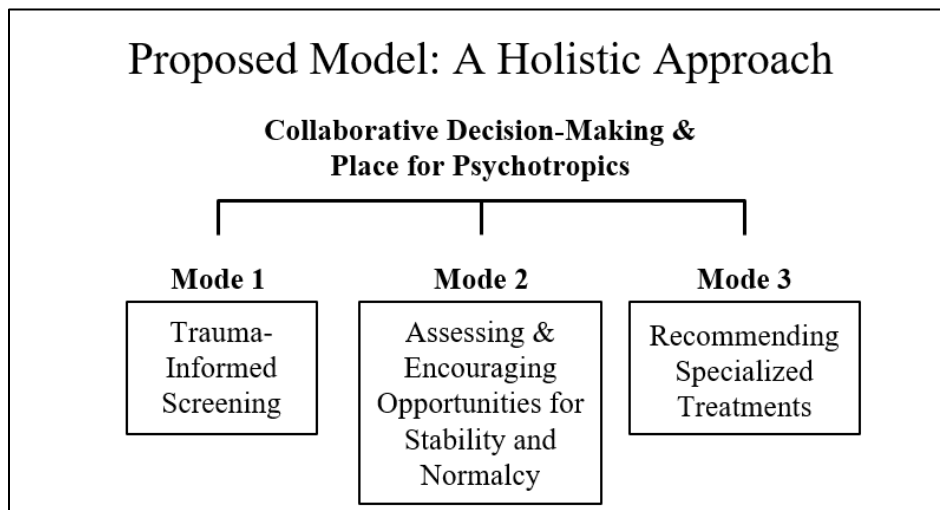 Proposed Model: A Holistic Approach
Collaborative Decision-Making &
Place for Psychotropics
Mode 1
Trauma-
Informed
Screening
Mode 2
Assessing &
Encouraging
Opportunities for
Stability and
Normalcy
Mode 3
Recommending
Specialized
Treatments